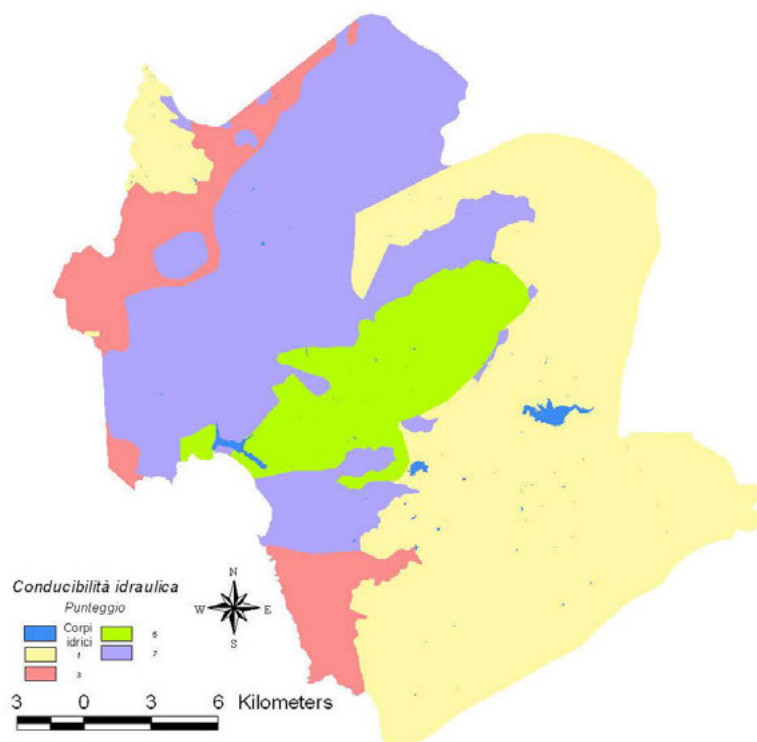 Conducibilità idraulica
Punteggio
Corpi idrici
1
3
6
7
N
W E
S
3 0 3 6 Kilometers